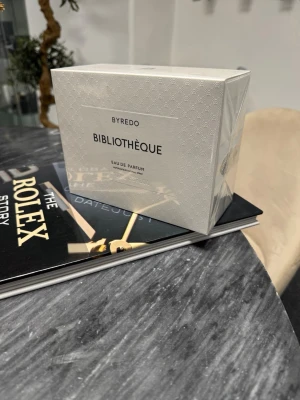 BYREDO
BIBLIOTHÈQUE
EAU DE PARFUM
THE
ROLEX
STORY
DATEJUST